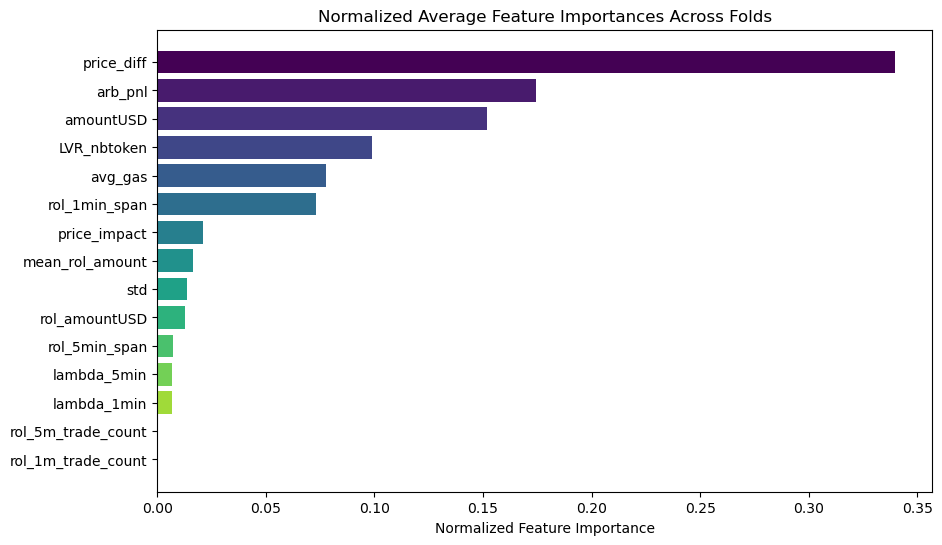 Normalized Average Feature Importances Across Folds
price_diff
arb_pnl
amountUSD
LVR_nbtoken
avg_gas
rol_1min_span
price_impact
mean_rol_amount
std
rol_amountUSD
rol_5min_span
lambda_5min
lambda_1min
rol_5m_trade_count
rol_1m_trade_count
0.00 0.05 0.10 0.15 0.20 0.25 0.30 0.35
Normalized Feature Importance